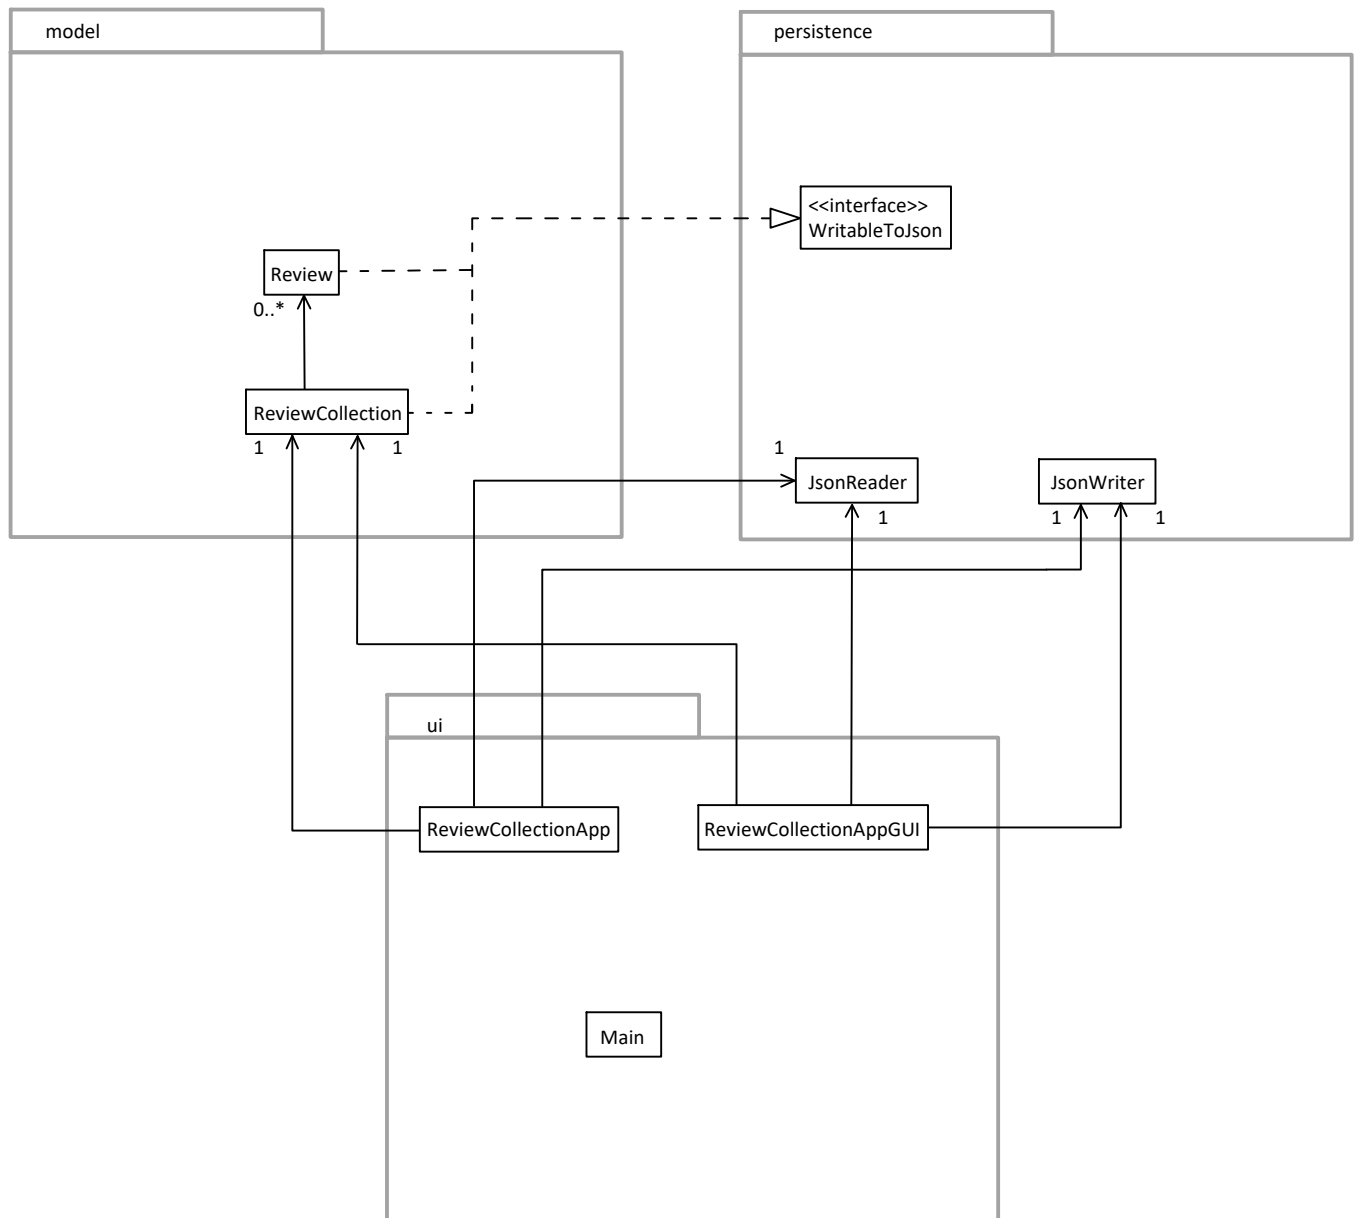 model
persistence
<<interface>>
WritableToJson
Review
0..*
ReviewCollection
1
1
1
JsonReader
JsonWriter
1
1
1
ui
ReviewCollectionApp
ReviewCollectionAppGUI
Main